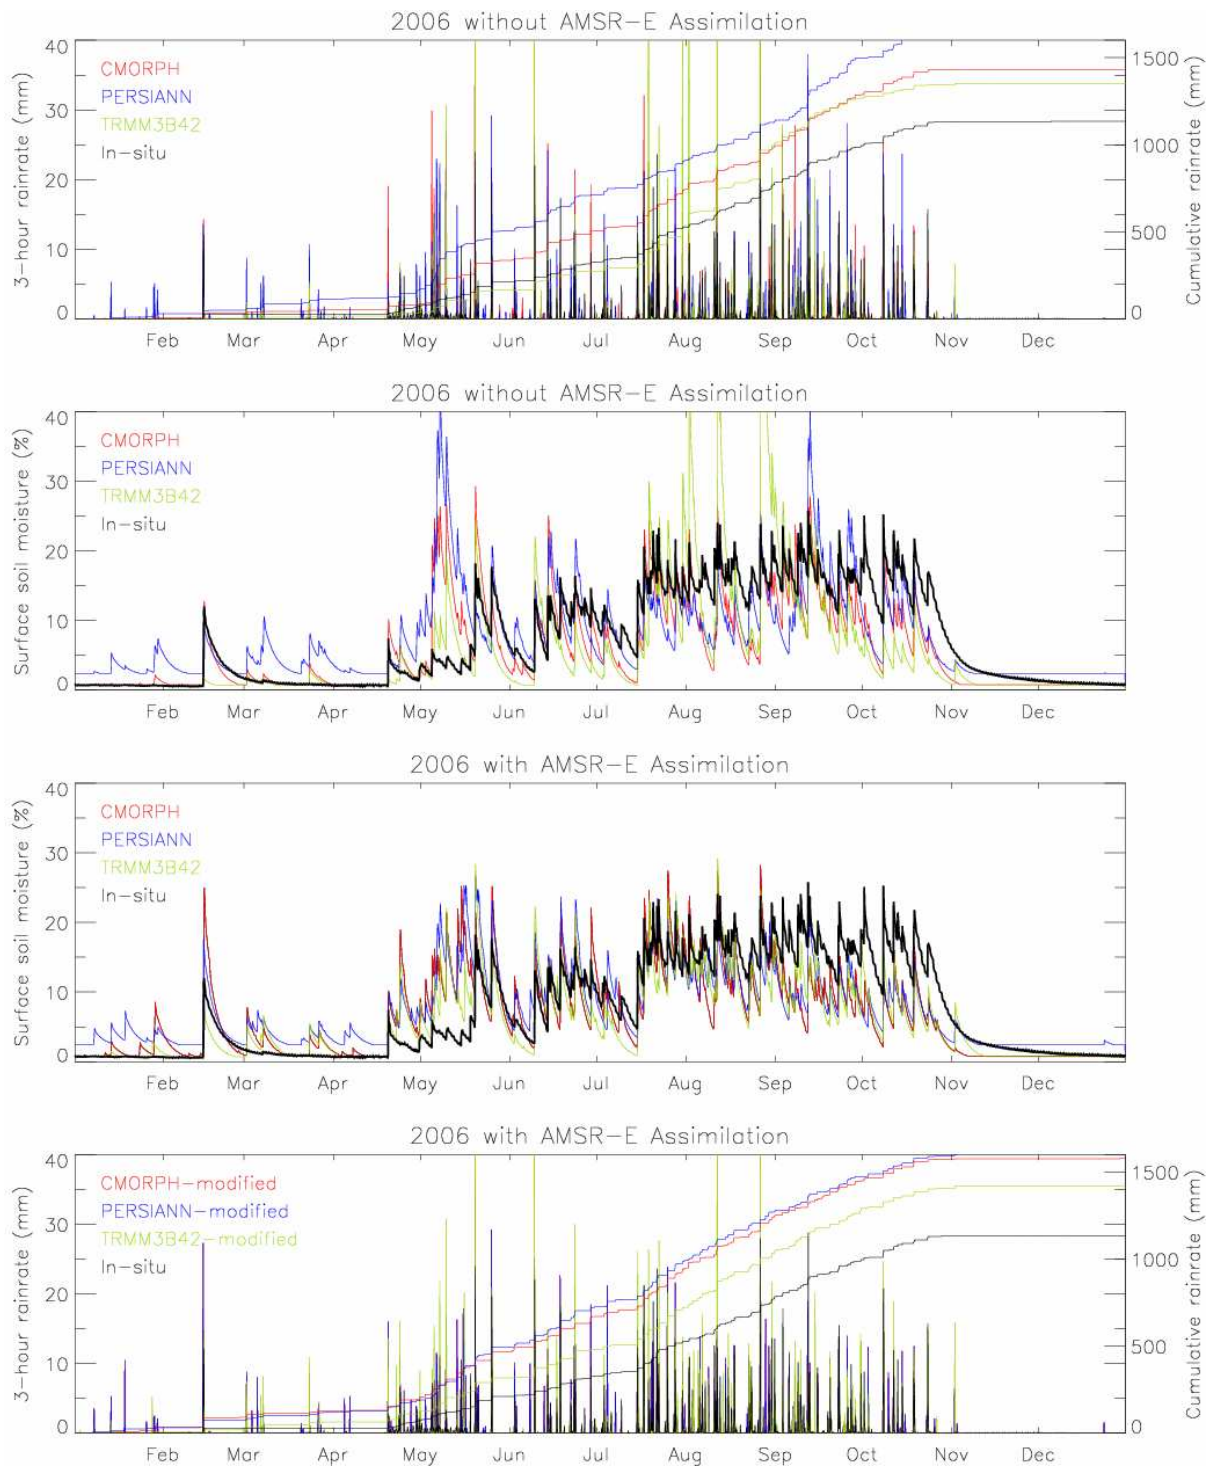 2006 without AMSR-E Assimilation
40
30
20
10
0
3-hour rainrate (mm)
CMORPH
PERSIANN
TRMM3B42
In-situ
1500
1000
500
0
Cumulative rainrate (mm)
Feb Mar Apr May Jun Jul Aug Sep Oct Nov Dec
2006 without AMSR-E Assimilation
40
30
20
10
0
Surface soil moisture (%)
CMORPH
PERSIANN
TRMM3B42
In-situ
Feb Mar Apr May Jun Jul Aug Sep Oct Nov Dec
2006 with AMSR-E Assimilation
40
30
20
10
0
Surface soil moisture (%)
CMORPH
PERSIANN
TRMM3B42
In-situ
Feb Mar Apr May Jun Jul Aug Sep Oct Nov Dec
2006 with AMSR-E Assimilation
40
30
20
10
0
3-hour rainrate (mm)
CMORPH-modified
PERSIANN-modified
TRMM3B42-modified
In-situ
1500
1000
500
0
Cumulative rainrate (mm)
Feb Mar Apr May Jun Jul Aug Sep Oct Nov Dec